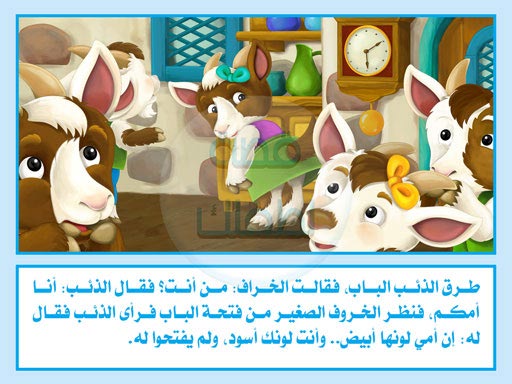 طرق الذئب الباب، فقالت الخراف: من أنت؟ فقال الذئب: أنا
أمكم، فنظر الخروف الصغير من فتحة الباب فرأى الذئب فقال
له: إن أمي لونها أبيض.. وأنت لونك أسود، ولم يفتحوا له.